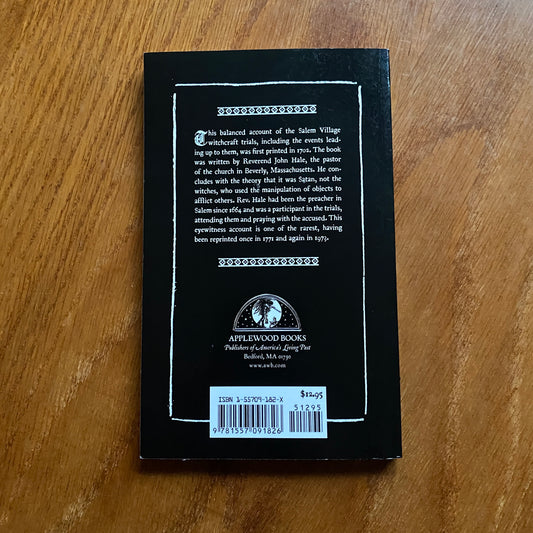 This balanced account of the Salem Village
witchcraft trials, including the events lead-
ing up to them, was first printed in 1702. The book
was written by Reverend John Hale, the pastor
of the church in Beverly, Massachusetts. He con-
cludes with the theory that it was Satan, not the
witches, who used the manipulation of objects to
afflict others. Rev. Hale had been the preacher in
Salem since 1664 and was a participant in the trials,
attending them and praying with the accused. This
eyewitness account is one of the rarest, having
been reprinted once in 1771 and again in 1973.
APPLEWOOD BOOKS
Publishers of America's Living Past
Bedford, MA 01730
www.awb.com
$12.95
ISBN 1-55709-182-X
51295
9 781557 091826